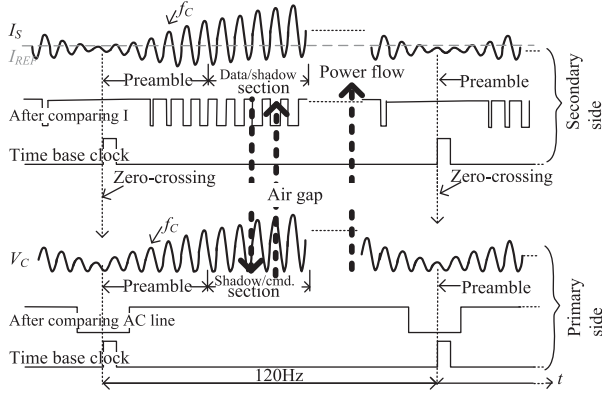 I_S
f_C
I_REF
Preamble
Data/shadow
section
Power flow
Preamble
After comparing I
Time base clock
Zero-crossing
Air gap
Zero-crossing
Secondary
side
f_C
V_C
Preamble
Shadow/cmd.
section
Preamble
After comparing AC line
Time base clock
120Hz
t
Primary
side